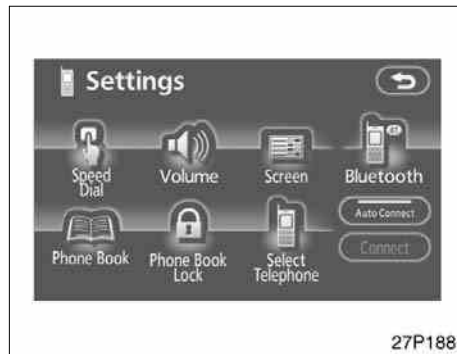 Settings
Speed
Dial
Volume
Screen
Bluetooth
Auto Connect
Phone Book
Phone Book
Lock
Select
Telephone
Connect
27P188